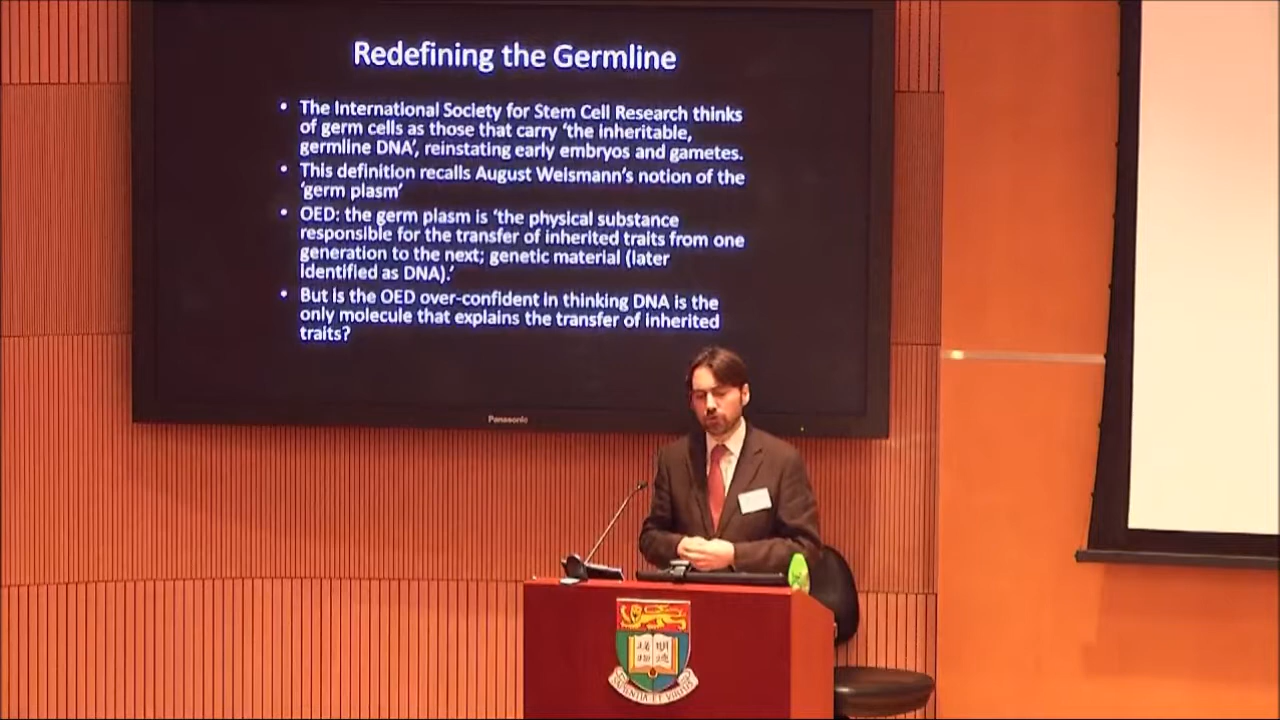 Redefining the Germline
• The International Society for Stem Cell Research thinks
of germ cells as those that carry ‘the inheritable,
germline DNA’, reinstating early embryos and gametes.
• This definition recalls August Weismann’s notion of the
‘germ plasm’
• OED: the germ plasm is ‘the physical substance
responsible for the transfer of inherited traits from one
generation to the next; genetic material (later
identified as DNA).’
• But is the OED over-confident in thinking DNA is the
only molecule that explains the transfer of inherited
traits?
Panasonic
SAPIENTIA ET VIRTUS